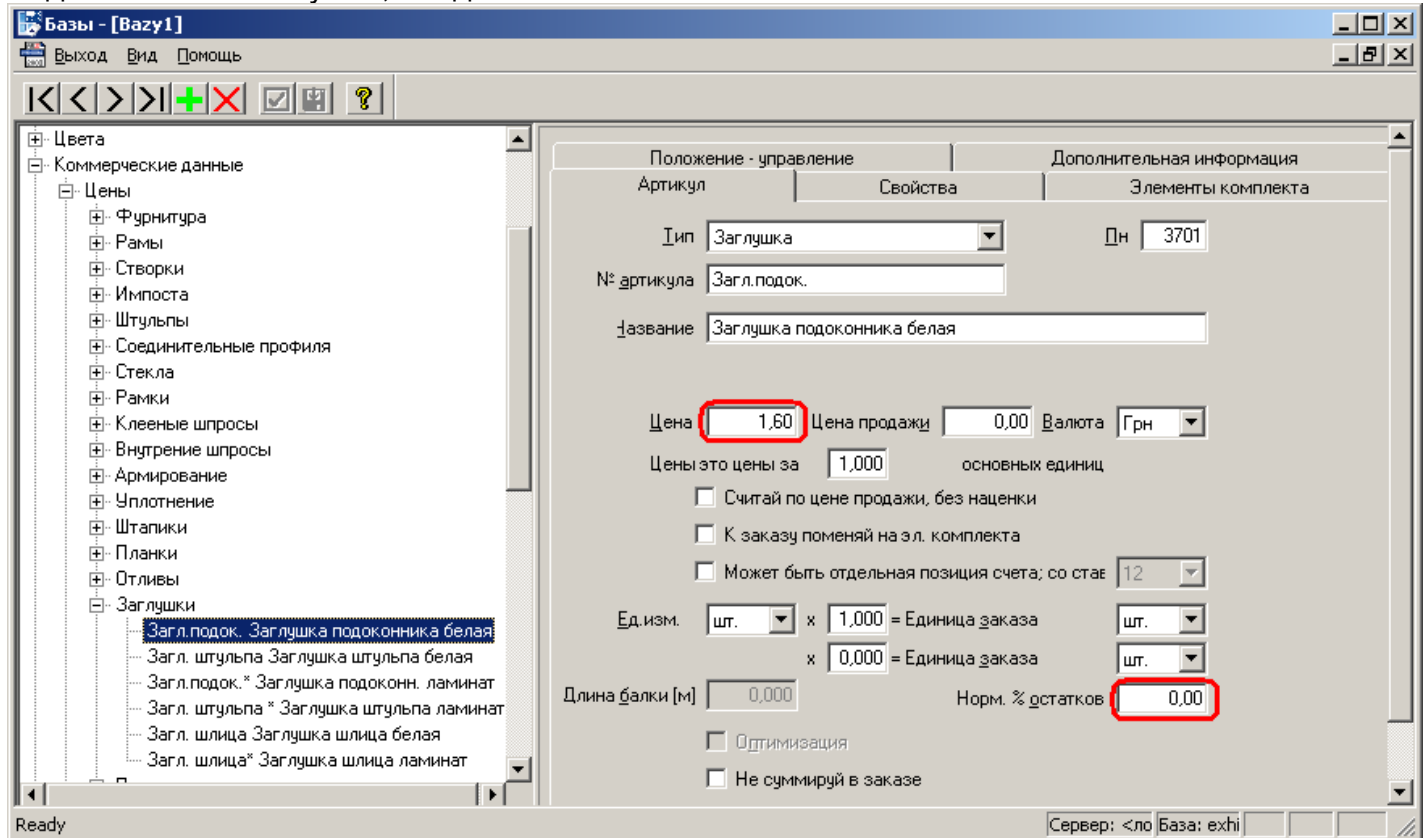 Базы - [Bazy1]
Выход Вид Помощь
Цвета
Коммерческие данные
Цены
Фурнитура
Рамы
Створки
Импоста
Штульпы
Соединительные профиля
Стекла
Рамки
Клееные шпросы
Внутрение шпросы
Армирование
Уплотнение
Штапики
Планки
Отливы
Заглушки
Загл.подок. Заглушка подоконника белая
Загл. штульпа Заглушка штульпа белая
Загл.подок.* Заглушка подоконн. ламинат
Загл. штульпа * Заглушка штульпа ламинат
Загл. шлица Заглушка шлица белая
Загл. шлица* Заглушка шлица ламинат
Положение - управление Дополнительная информация
Артикул Свойства Элементы комплекта
Тип Заглушка Пн 3701
№ артикула Загл.подок.
Название Заглушка подоконника белая
Цена 1,60 Цена продажи 0,00 Валюта Грн
Цены это цены за 1,000 основных единиц
Считай по цене продажи, без наценки
К заказу поменяй на эл. комплекта
Может быть отдельная позиция счета; со став 12
Ед.изм. шт. x 1,000 = Единица заказа шт.
x 0,000 = Единица заказа шт.
Длина балки [м] 0,000 Норм. % остатков 0,00
Оптимизация
Не суммируй в заказе
Ready Сервер: <ло База: exhi